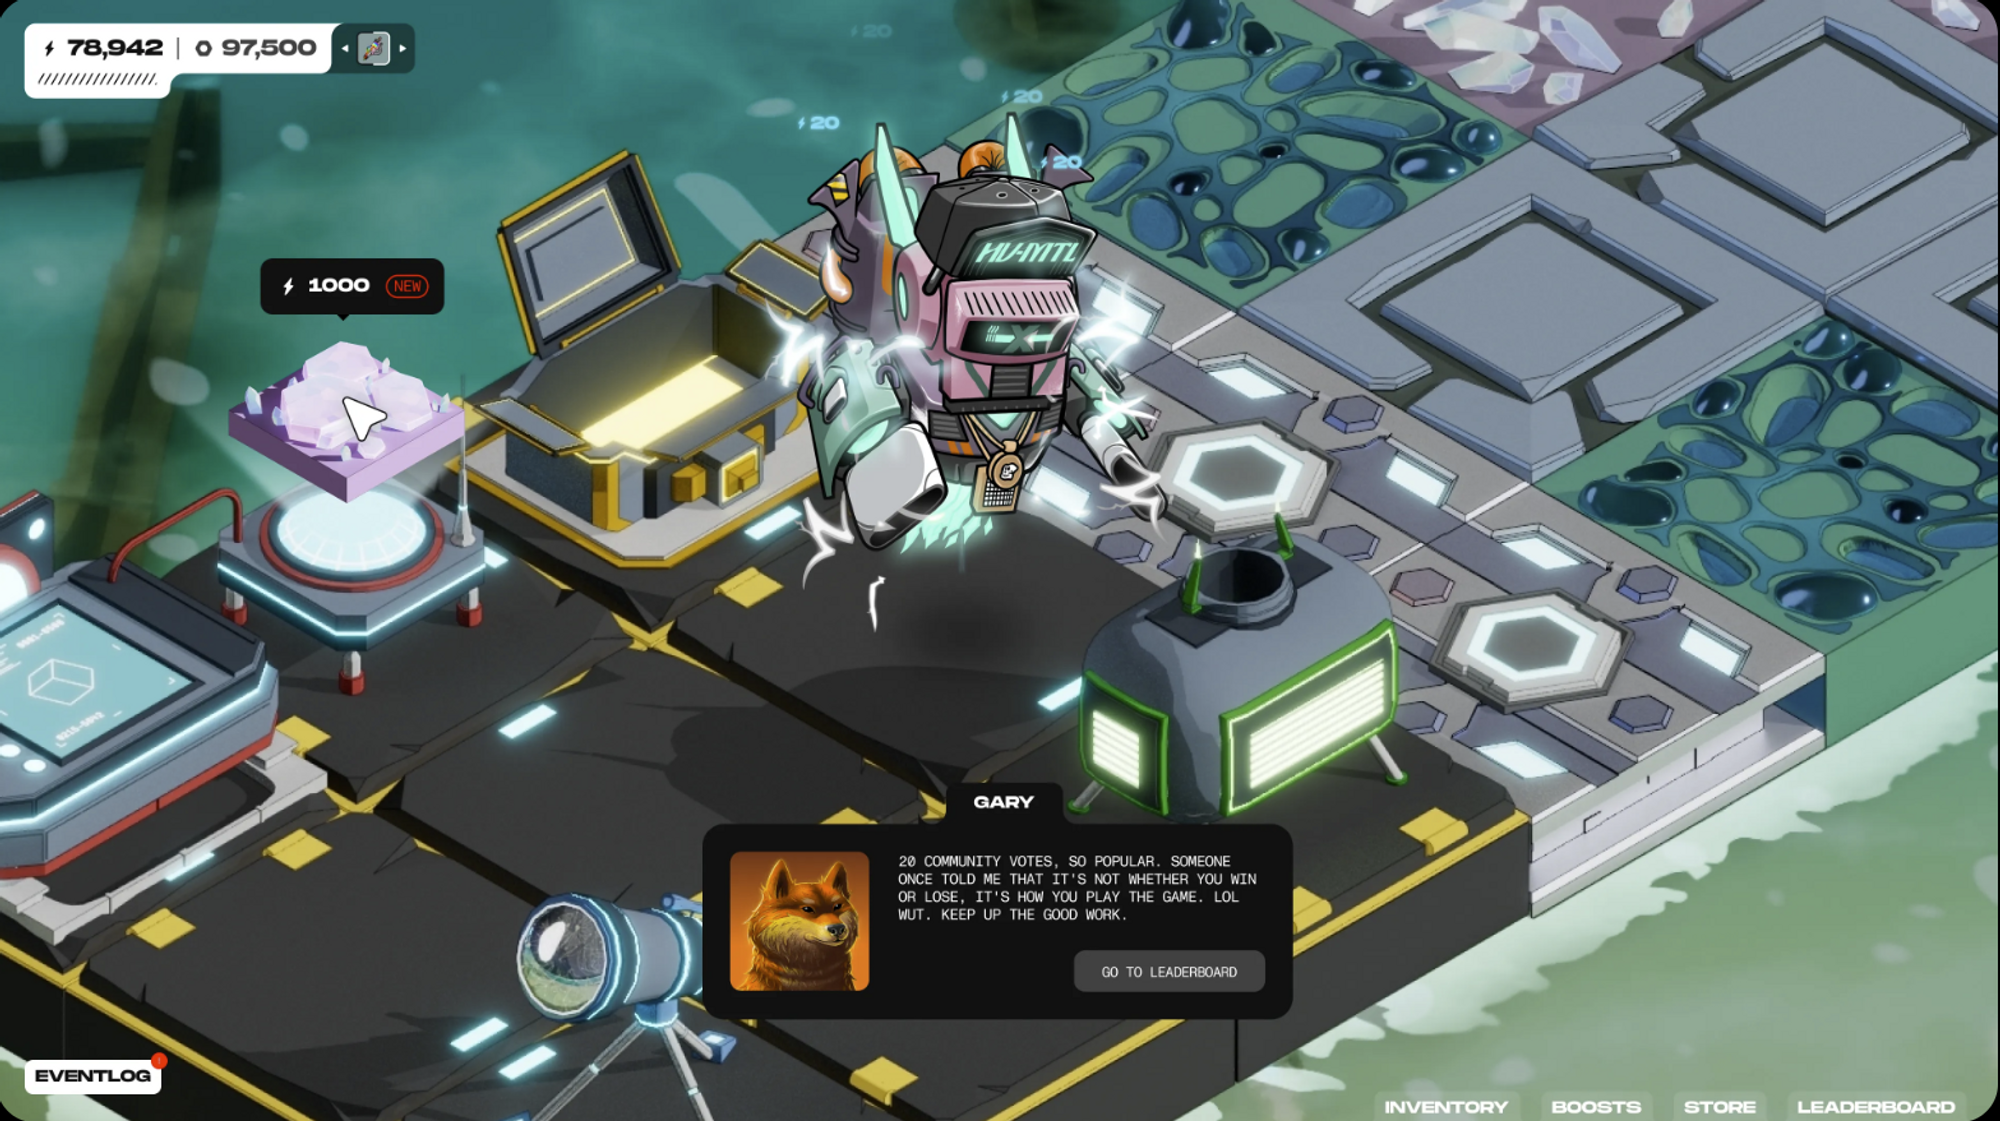 78,942 | 97,500
20
20
20
20
1000 NEW
HV-MTL
X
GARY
20 COMMUNITY VOTES, SO POPULAR. SOMEONE
ONCE TOLD ME THAT IT'S NOT WHETHER YOU WIN
OR LOSE, IT'S HOW YOU PLAY THE GAME. LOL
WUT. KEEP UP THE GOOD WORK.
GO TO LEADERBOARD
EVENTLOG
INVENTORY
BOOSTS
STORE
LEADERBOARD